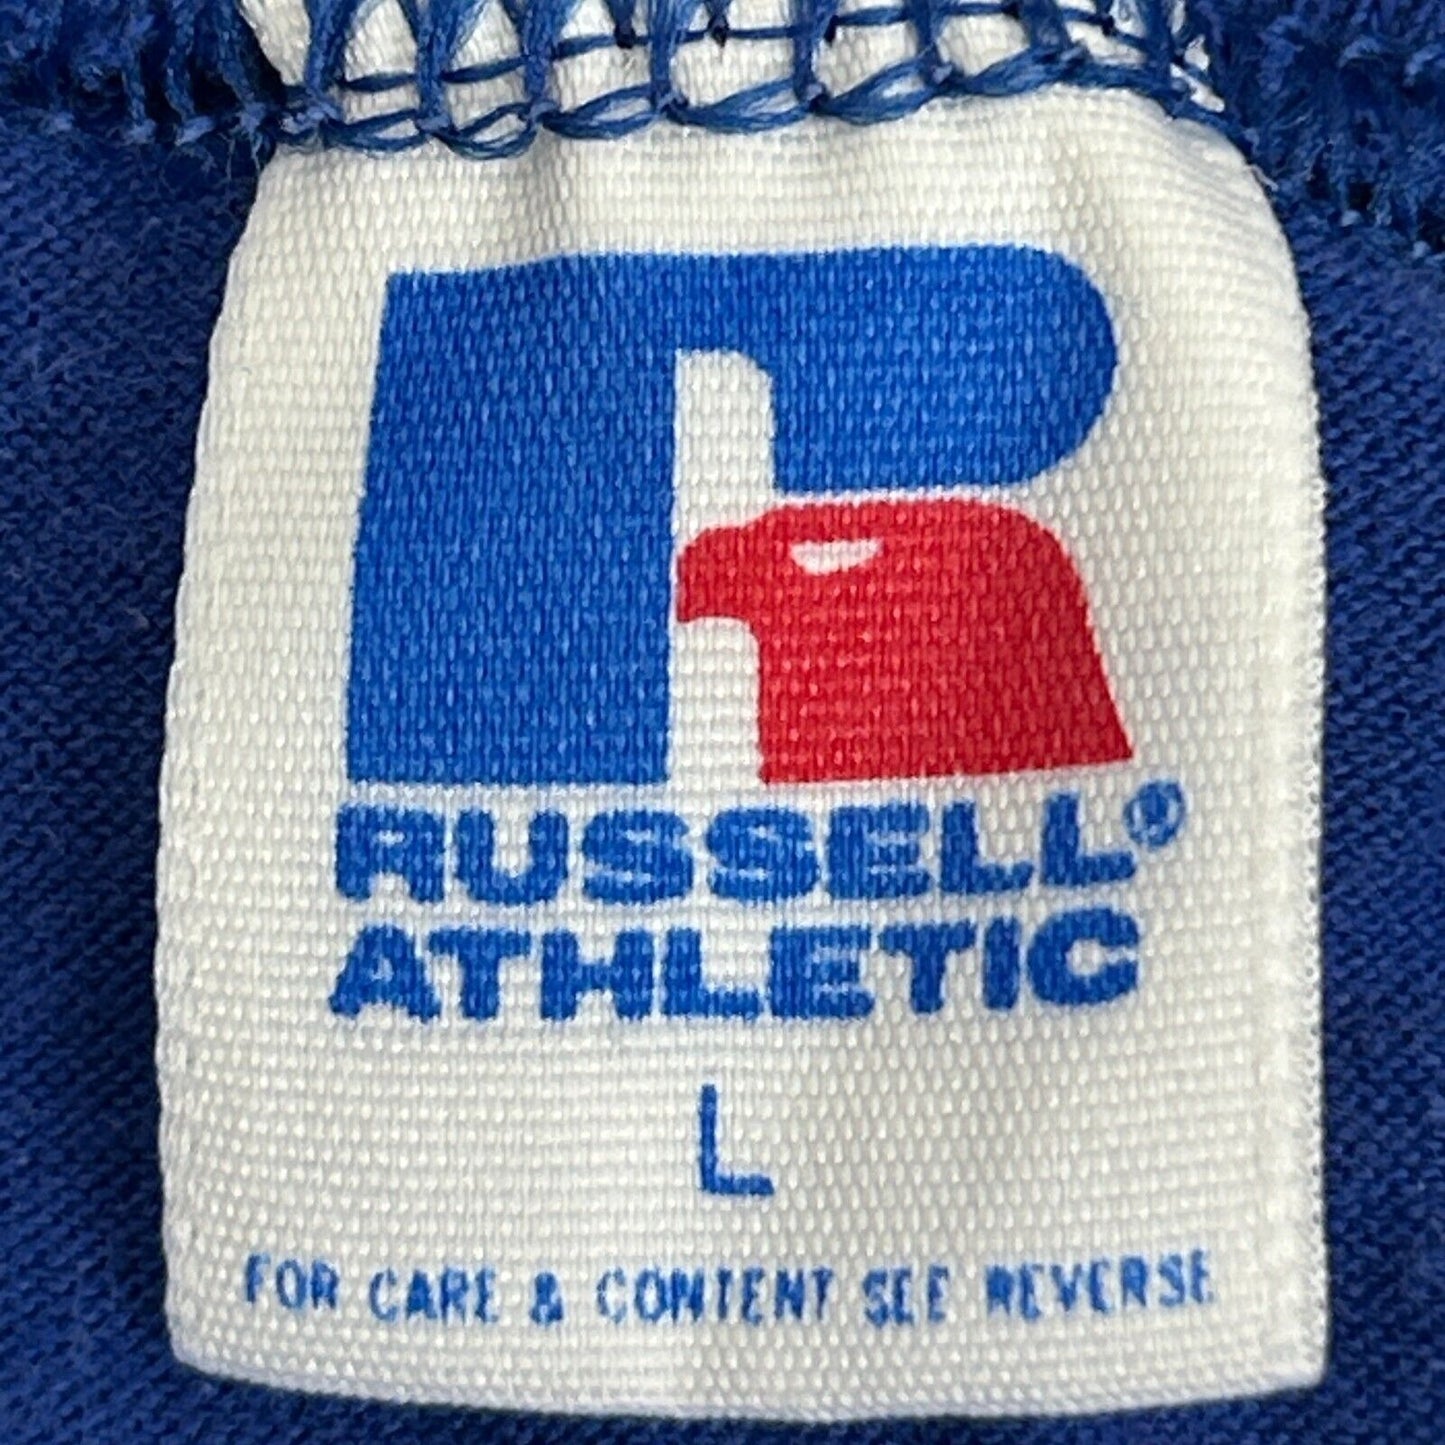 RUSSELL®
ATHLETIC
L
FOR CARE & CONTENT SEE REVERSE